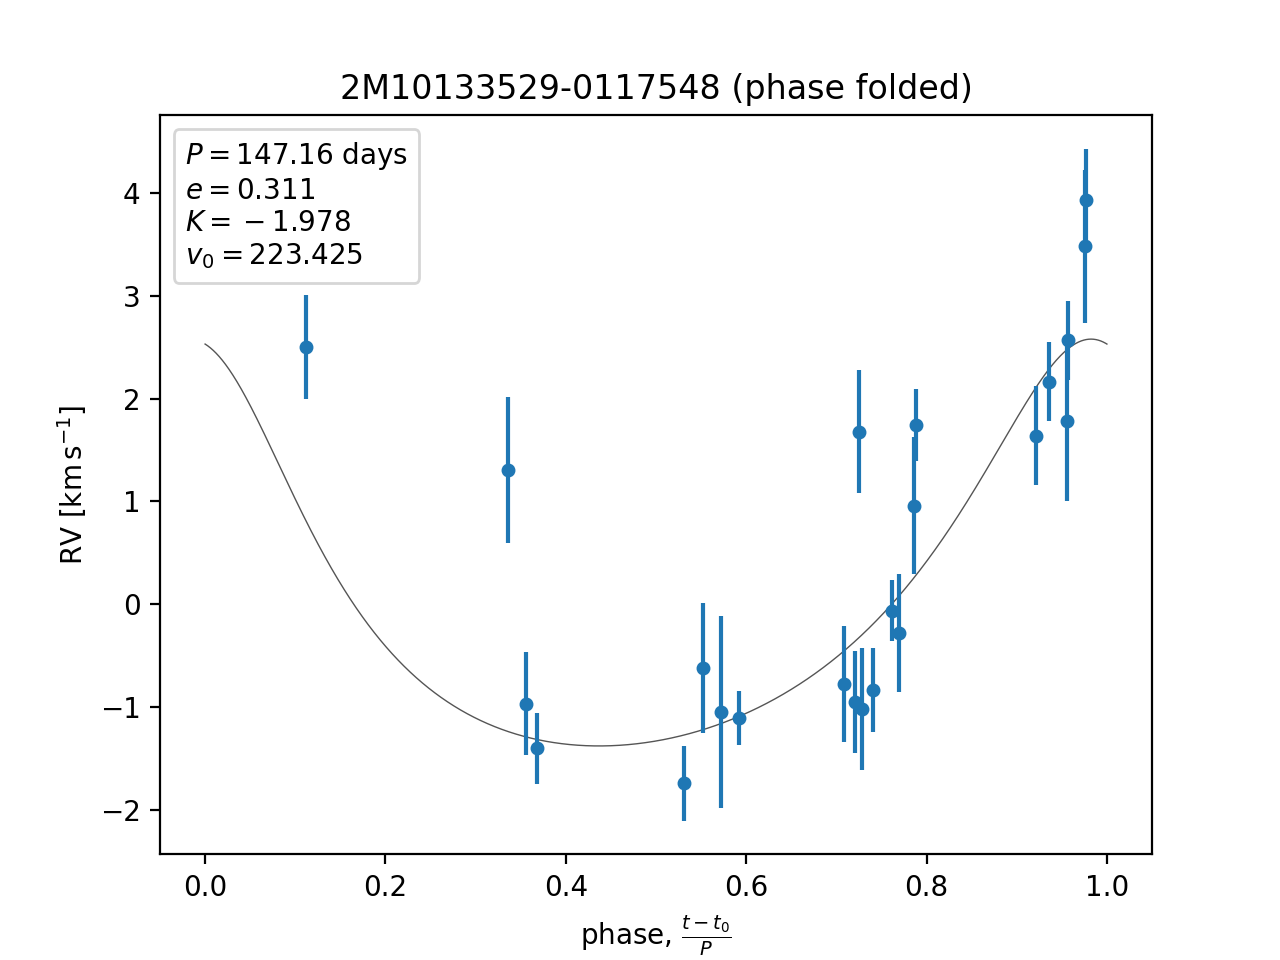 2M10133529-0117548 (phase folded)
P = 147.16 days
e = 0.311
K = −1.978
v₀ = 223.425
4
3
2
1
0
−1
−2
RV [km s⁻¹]
0.0 0.2 0.4 0.6 0.8 1.0
phase, (t − t₀)/P